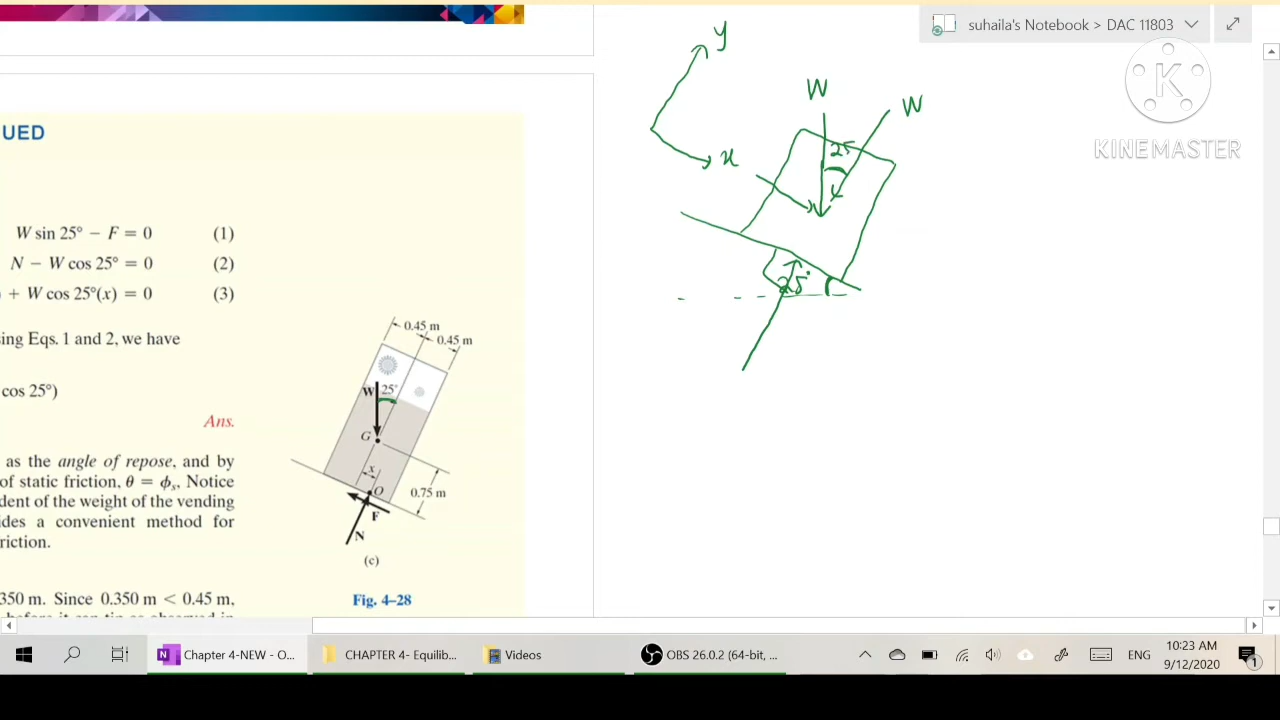 suhaila's Notebook > DAC 11803
KINEMASTER
K
UED
W sin 25° − F = 0 (1)
N − W cos 25° = 0 (2)
) + W cos 25°(x) = 0 (3)
ing Eqs. 1 and 2, we have
cos 25°)
Ans.
as the angle of repose, and by
of static friction, θ = ϕs. Notice
dent of the weight of the vending
ides a convenient method for
riction.
350 m. Since 0.350 m < 0.45 m,
0.45 m
0.45 m
W
25°
G
x
O
0.75 m
F
N
(c)
Fig. 4–28
y
x
W
W
25
25°
Chapter 4-NEW - O...
CHAPTER 4- Equilib...
Videos
OBS 26.0.2 (64-bit, ...
ENG
10:23 AM
9/12/2020
1